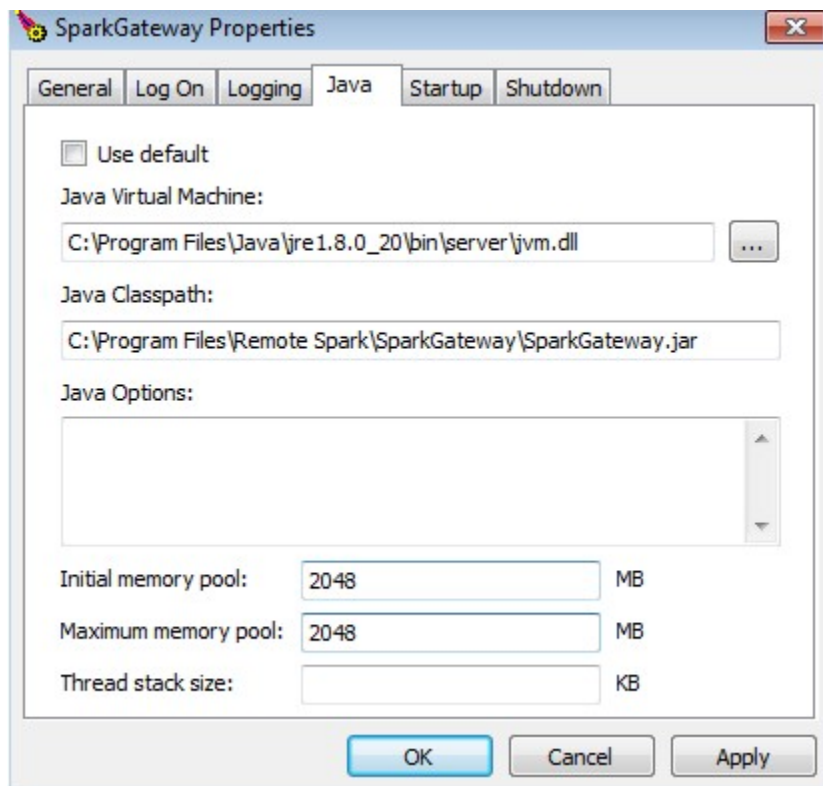 SparkGateway Properties
General Log On Logging Java Startup Shutdown
Use default
Java Virtual Machine:
C:\Program Files\Java\jre1.8.0_20\bin\server\jvm.dll
...
Java Classpath:
C:\Program Files\Remote Spark\SparkGateway\SparkGateway.jar
Java Options:
Initial memory pool: 2048 MB
Maximum memory pool: 2048 MB
Thread stack size: KB
OK Cancel Apply